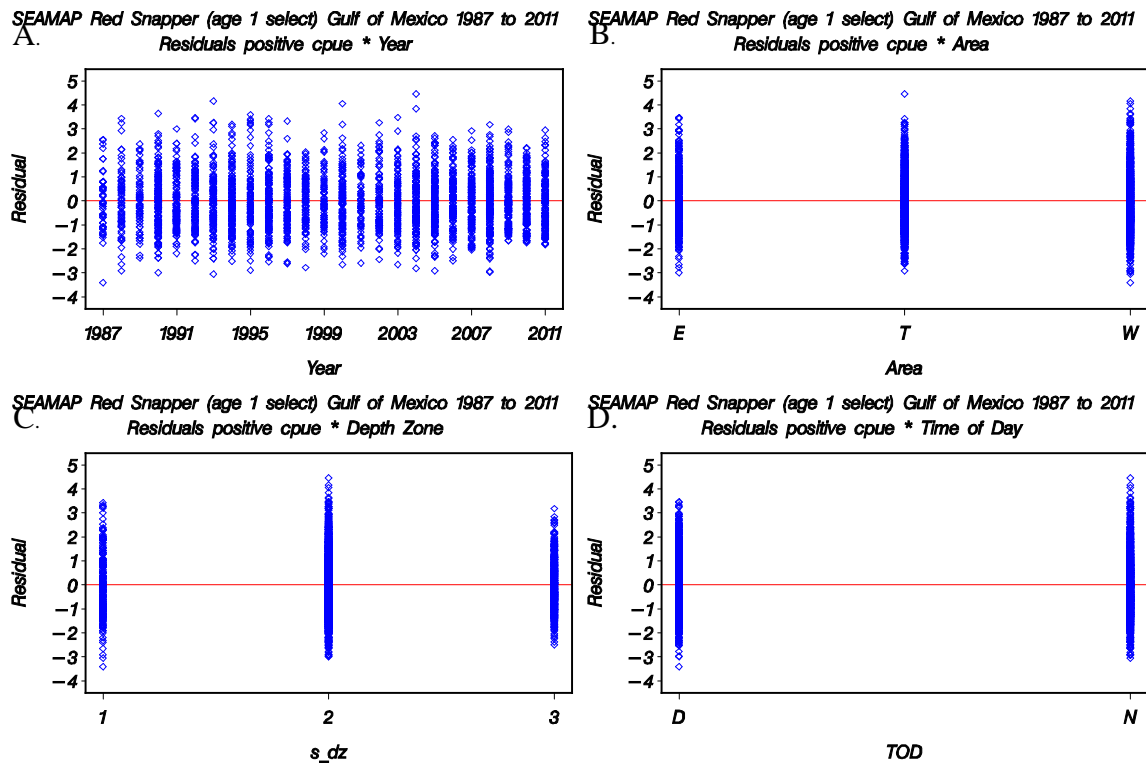 SEAMAP Red Snapper (age 1 select) Gulf of Mexico 1987 to 2011
A.
Residuals positive cpue * Year
5
4
3
2
1
0
−1
−2
−3
−4
Residual
1987 1991 1995 1999 2003 2007 2011
Year
SEAMAP Red Snapper (age 1 select) Gulf of Mexico 1987 to 2011
B.
Residuals positive cpue * Area
5
4
3
2
1
0
−1
−2
−3
−4
Residual
E T W
Area
SEAMAP Red Snapper (age 1 select) Gulf of Mexico 1987 to 2011
C.
Residuals positive cpue * Depth Zone
5
4
3
2
1
0
−1
−2
−3
−4
Residual
1 2 3
s_dz
SEAMAP Red Snapper (age 1 select) Gulf of Mexico 1987 to 2011
D.
Residuals positive cpue * Time of Day
5
4
3
2
1
0
−1
−2
−3
−4
Residual
D N
TOD